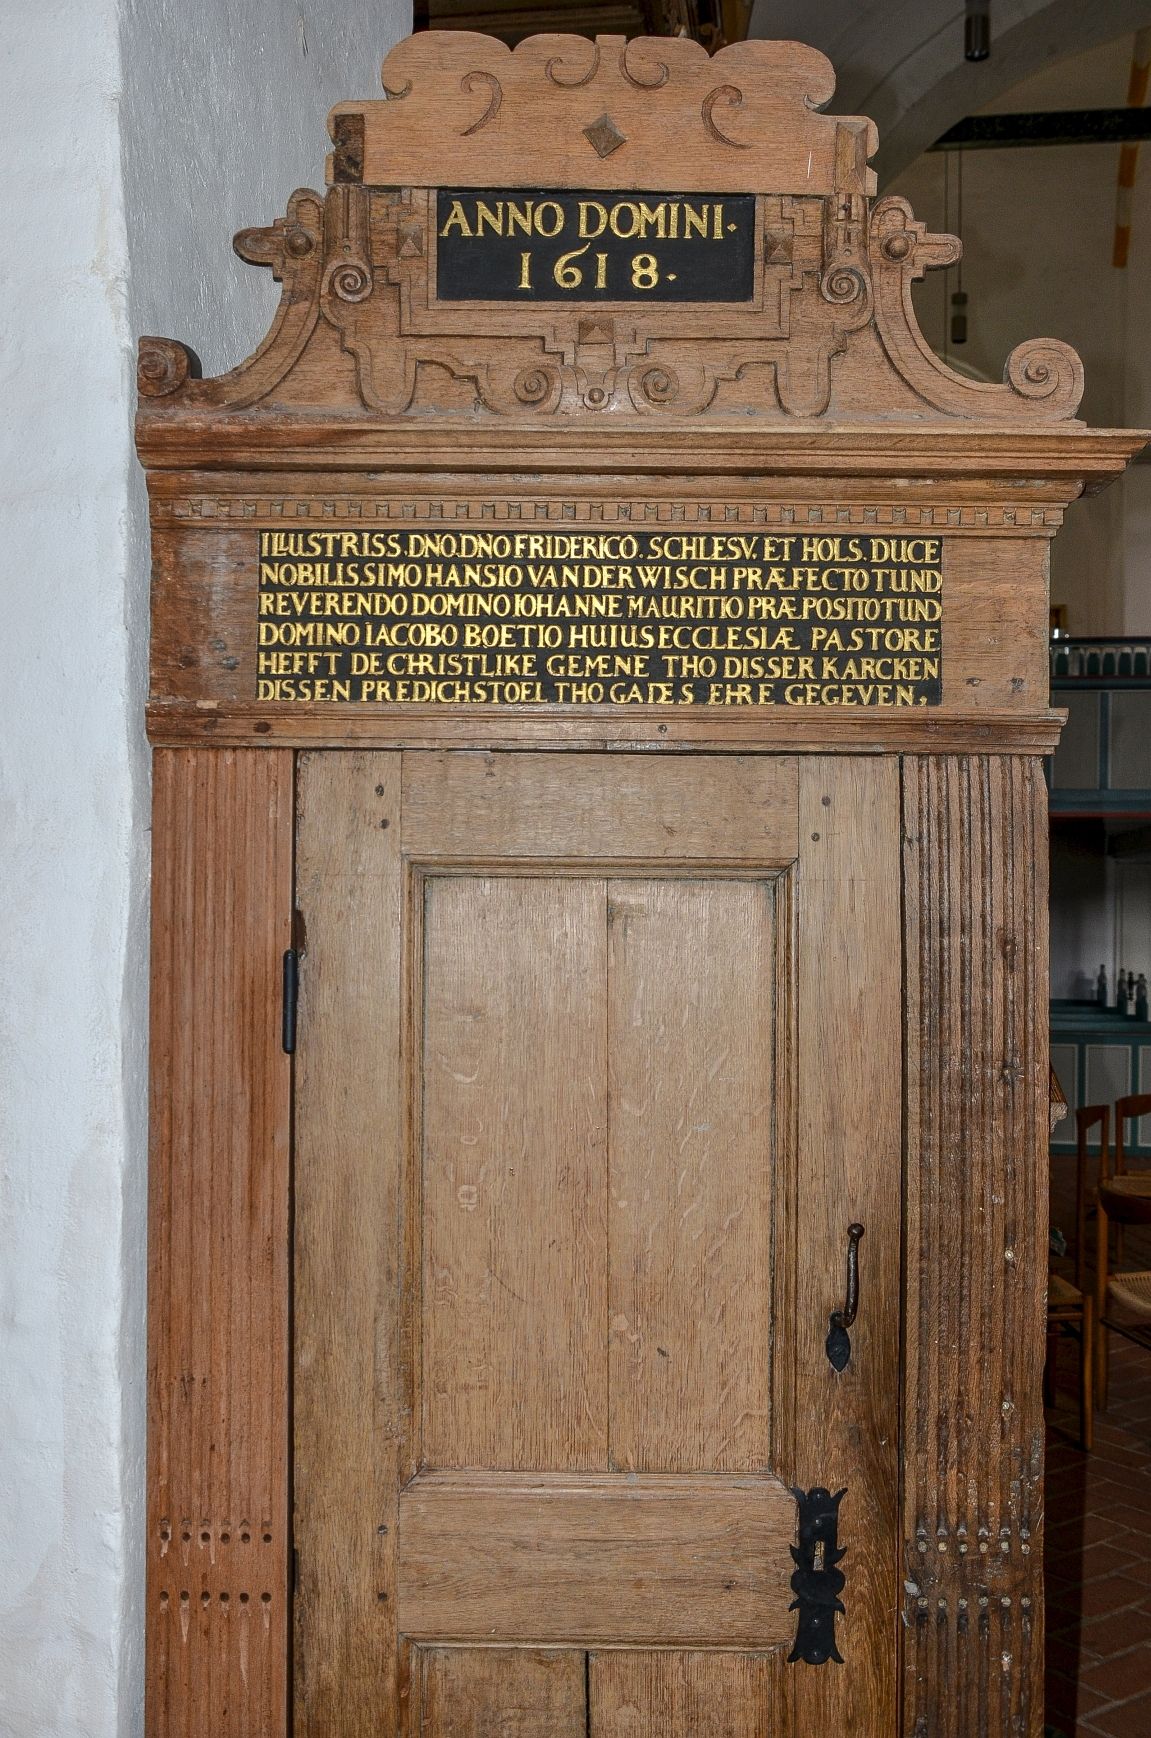 ANNO DOMINI.
1618.
ILLUSTRISS. DNO. DNO FRIDERICO. SCHLESV. ET HOLS. DUCE
NOBILISSIMO HANSIO VAN DER WISCH PRÆFECTO TUND
REVERENDO DOMINO IOHANNE MAURITIO PRÆPOSITO TUND
DOMINO IACOBO BOETIO HUIUS ECCLESIÆ PASTORE
HEFFT DE CHRISTLIKE GEMENE THO DISSER KARCKEN
DISSEN PREDICHSTOEL THO GADES EHRE GEGEVEN,